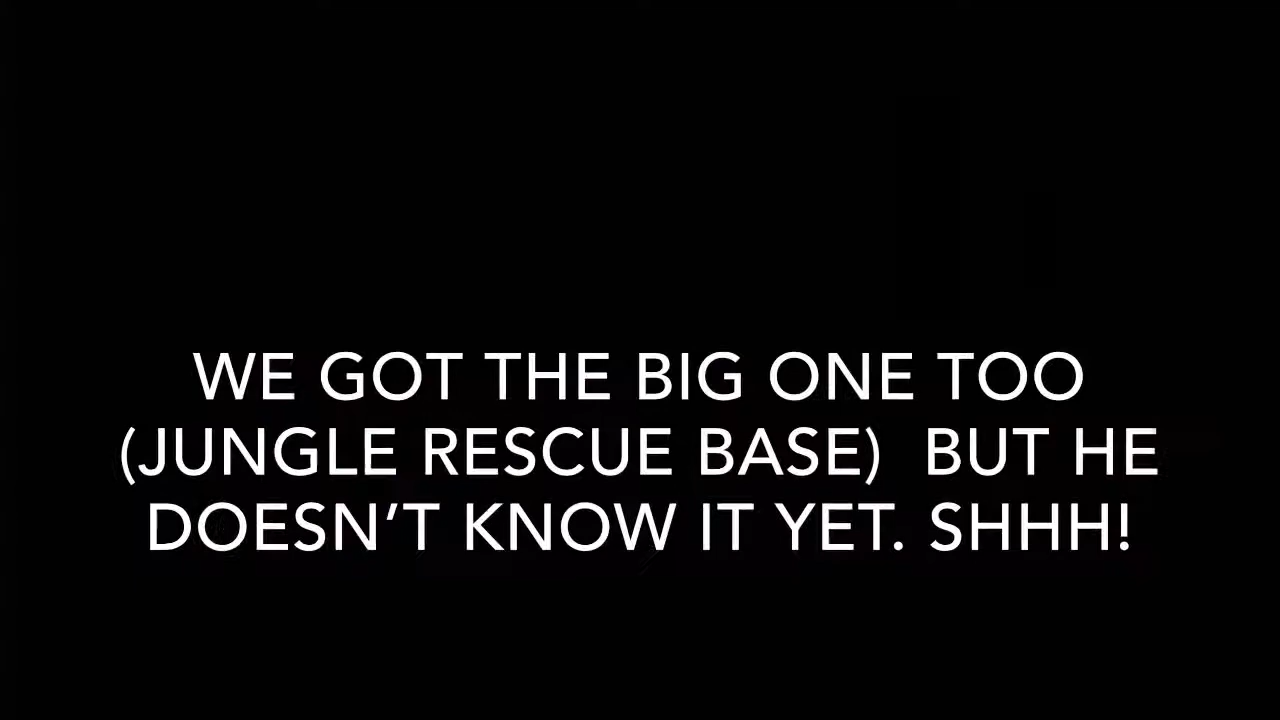 WE GOT THE BIG ONE TOO
(JUNGLE RESCUE BASE)  BUT HE
DOESN’T KNOW IT YET. SHHH!